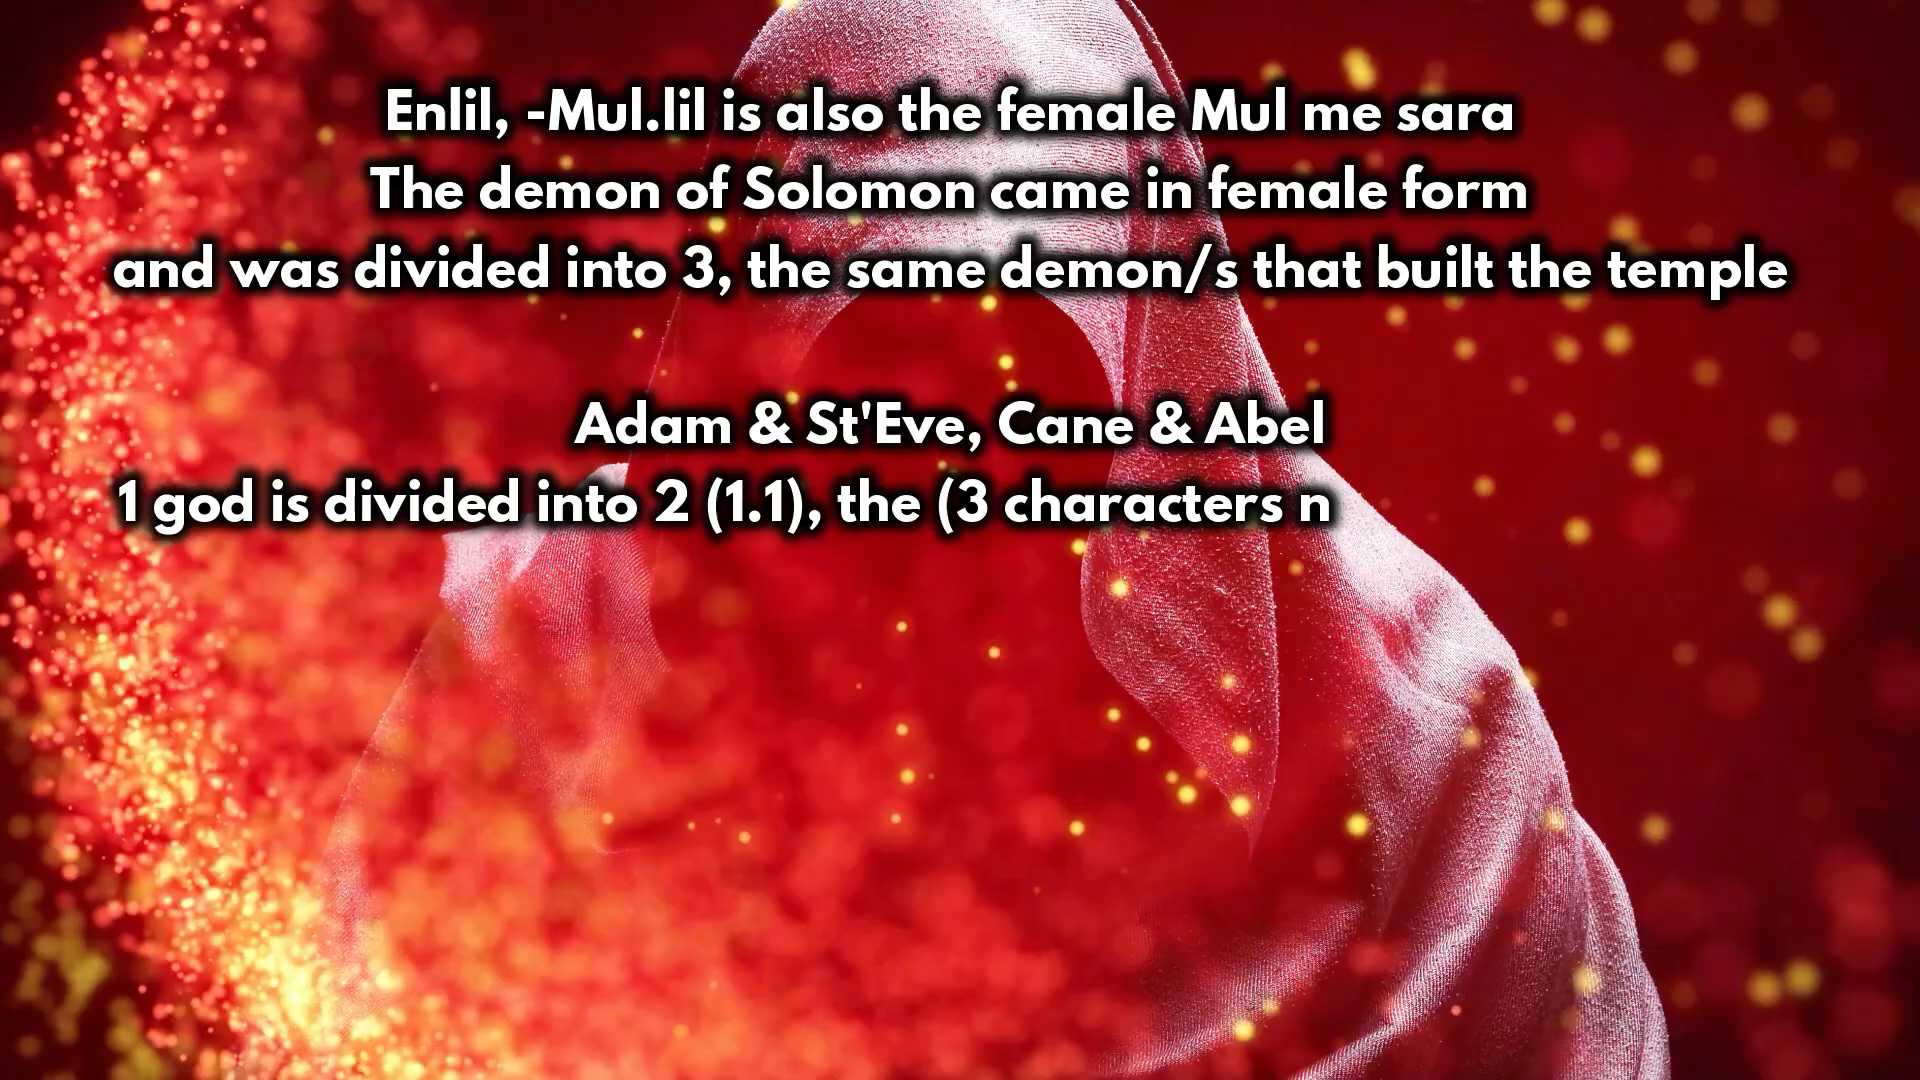 Enlil, -Mul.lil is also the female Mul me sara
The demon of Solomon came in female form
and was divided into 3, the same demon/s that built the temple
Adam & St'Eve, Cane & Abel
1 god is divided into 2 (1.1), the (3 characters n